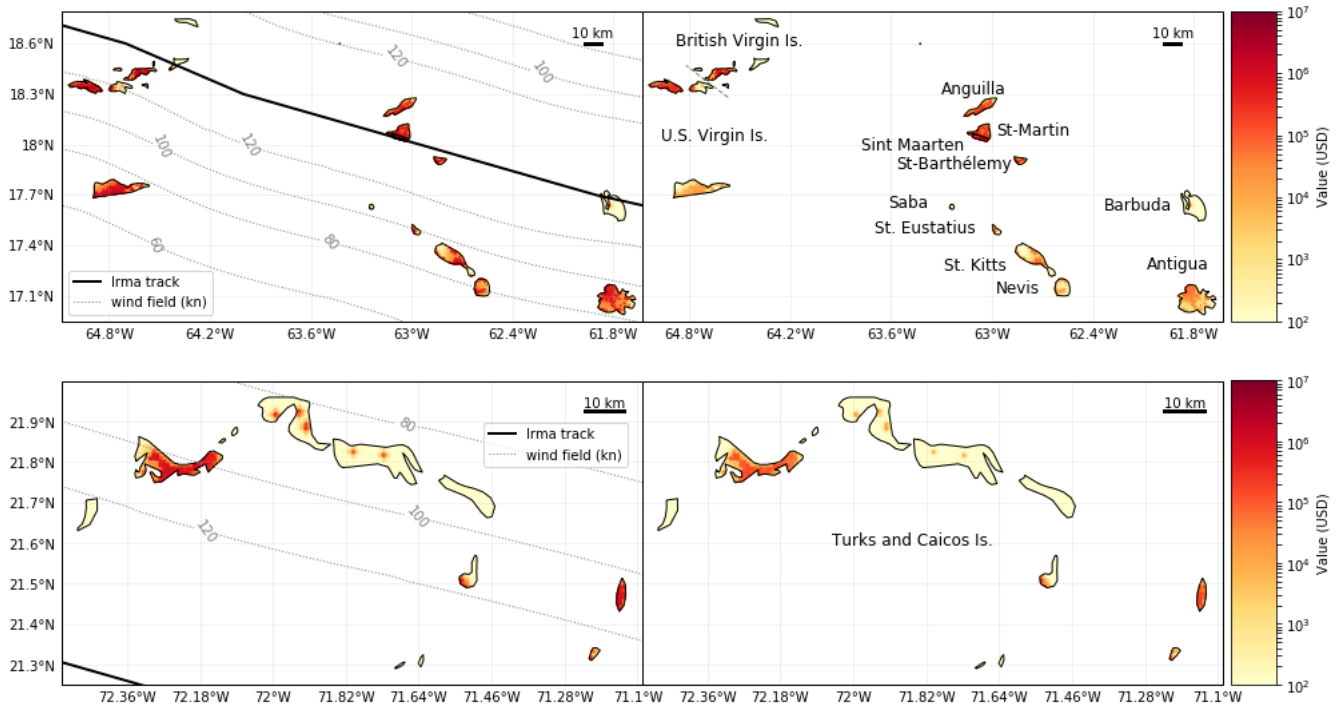 10 km
10 km
10⁷
18.6°N
British Virgin Is.
120
100
10⁶
18.3°N
Anguilla
10⁵
18°N
100
120
U.S. Virgin Is.
St-Martin
Sint Maarten
St-Barthélemy
Value (USD)
17.7°N
10⁴
Saba
Barbuda
St. Eustatius
17.4°N
60
80
10³
St. Kitts
Antigua
Irma track
wind field (kn)
17.1°N
Nevis
10²
64.8°W 64.2°W 63.6°W 63°W 62.4°W 61.8°W
64.8°W 64.2°W 63.6°W 63°W 62.4°W 61.8°W
10⁷
10 km
10 km
21.9°N
80
Irma track
wind field (kn)
10⁶
21.8°N
21.7°N
10⁵
100
120
21.6°N
Turks and Caicos Is.
Value (USD)
21.5°N
10⁴
21.4°N
10³
21.3°N
10²
72.36°W 72.18°W 72°W 71.82°W 71.64°W 71.46°W 71.28°W 71.1°W
72.36°W 72.18°W 72°W 71.82°W 71.64°W 71.46°W 71.28°W 71.1°W